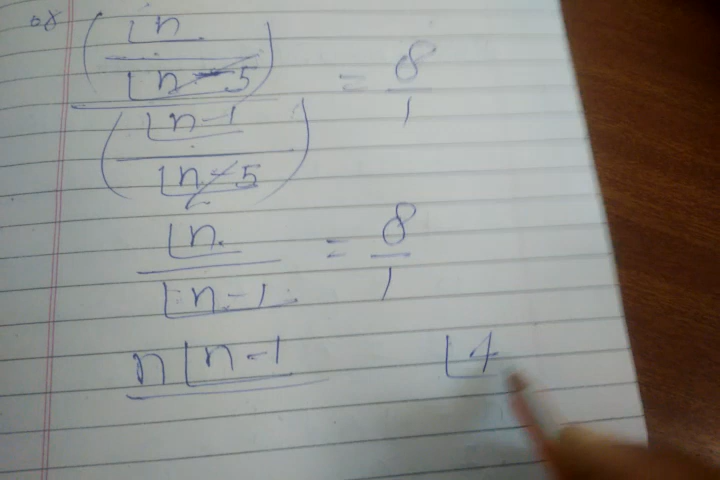 or ( ⌊n / ⌊n-5 ) / ( ⌊n-1 / ⌊n-5 ) = 8/1
⌊n / ⌊n-1 = 8/1
n ⌊n-1 ⌊4